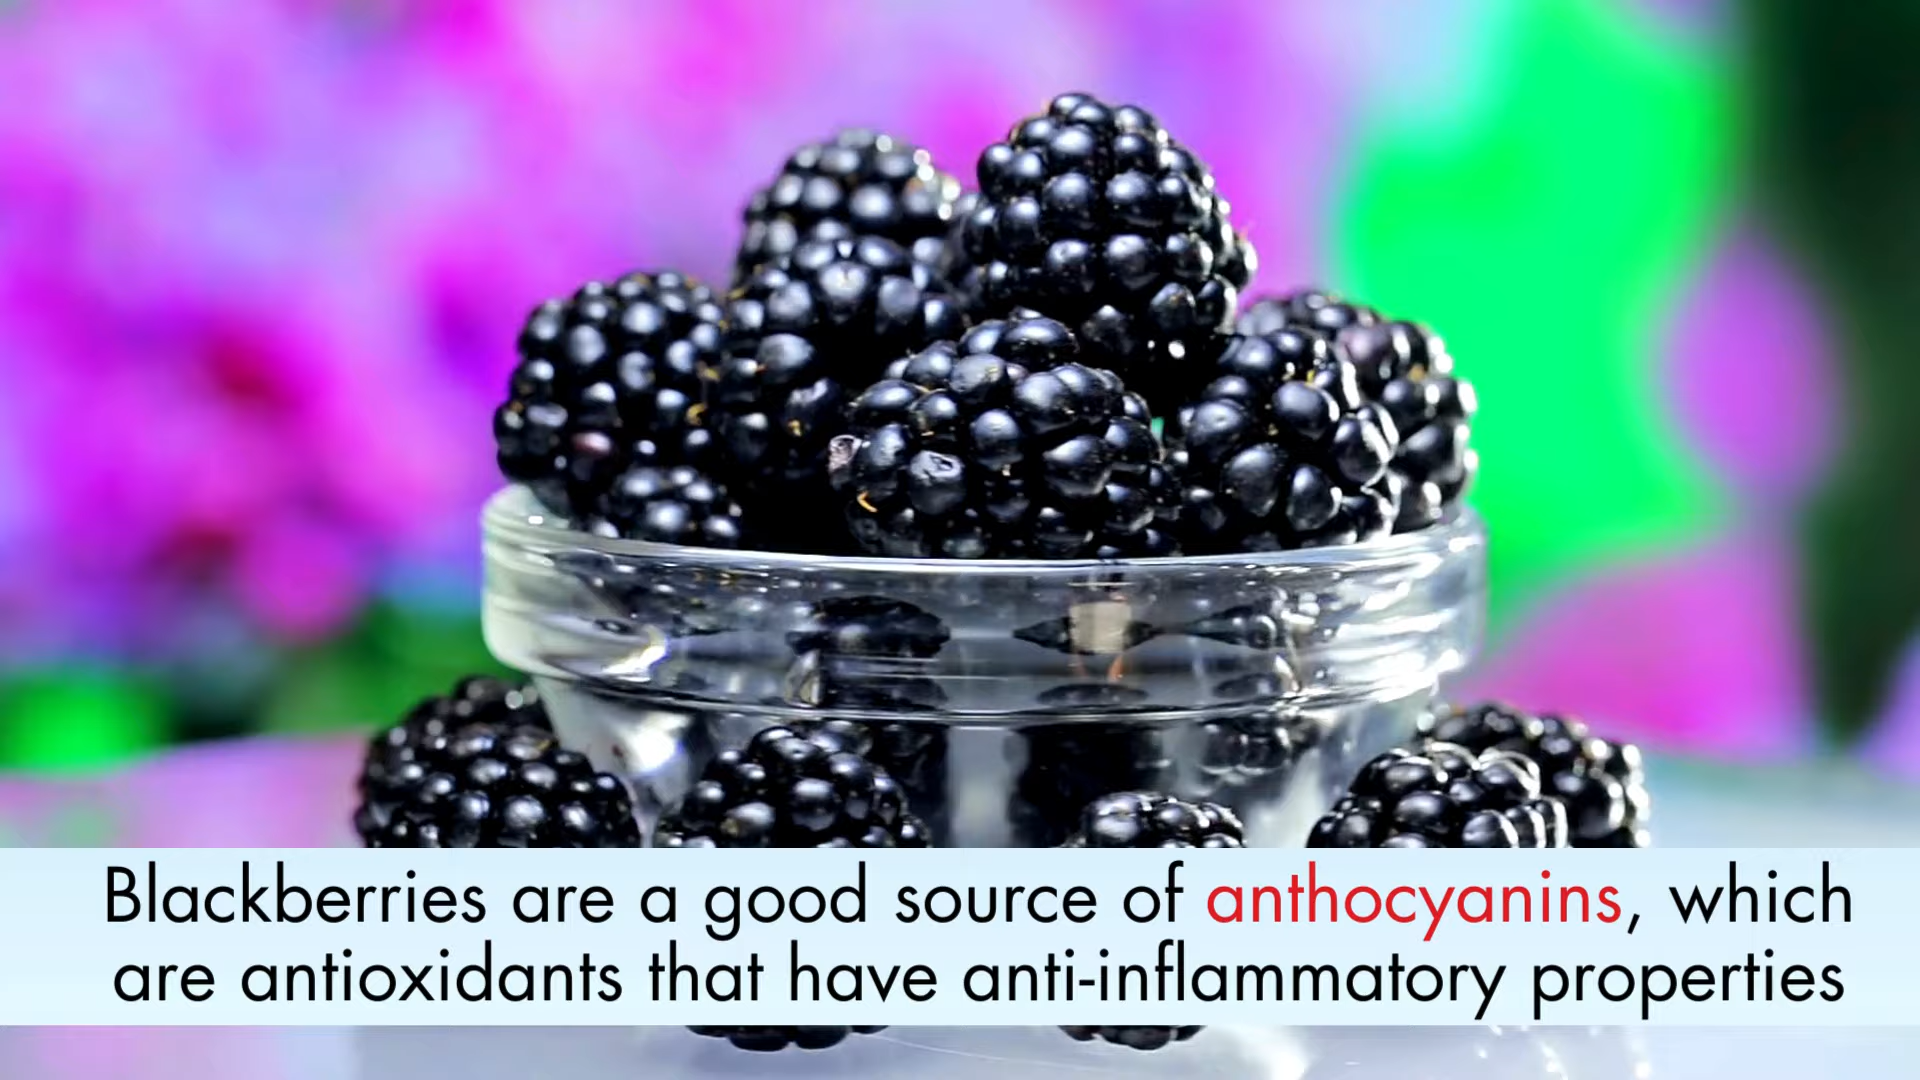 Blackberries are a good source of anthocyanins, which
are antioxidants that have anti-inflammatory properties